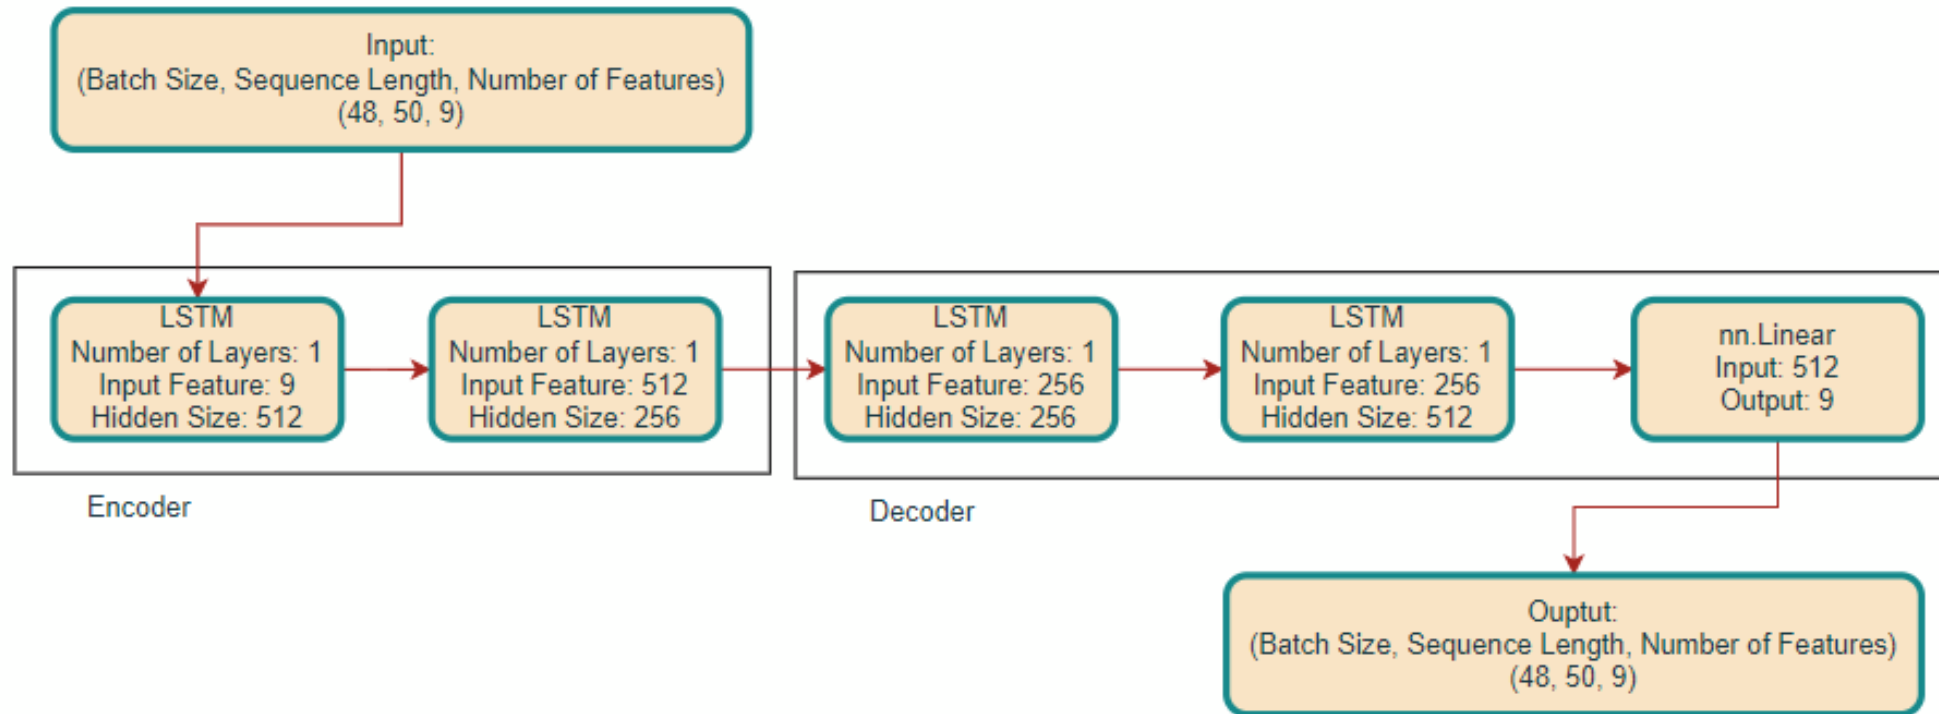 Input:
(Batch Size, Sequence Length, Number of Features)
(48, 50, 9)
LSTM
Number of Layers: 1
Input Feature: 9
Hidden Size: 512
LSTM
Number of Layers: 1
Input Feature: 512
Hidden Size: 256
LSTM
Number of Layers: 1
Input Feature: 256
Hidden Size: 256
LSTM
Number of Layers: 1
Input Feature: 256
Hidden Size: 512
nn.Linear
Input: 512
Output: 9
Encoder
Decoder
Ouptut:
(Batch Size, Sequence Length, Number of Features)
(48, 50, 9)